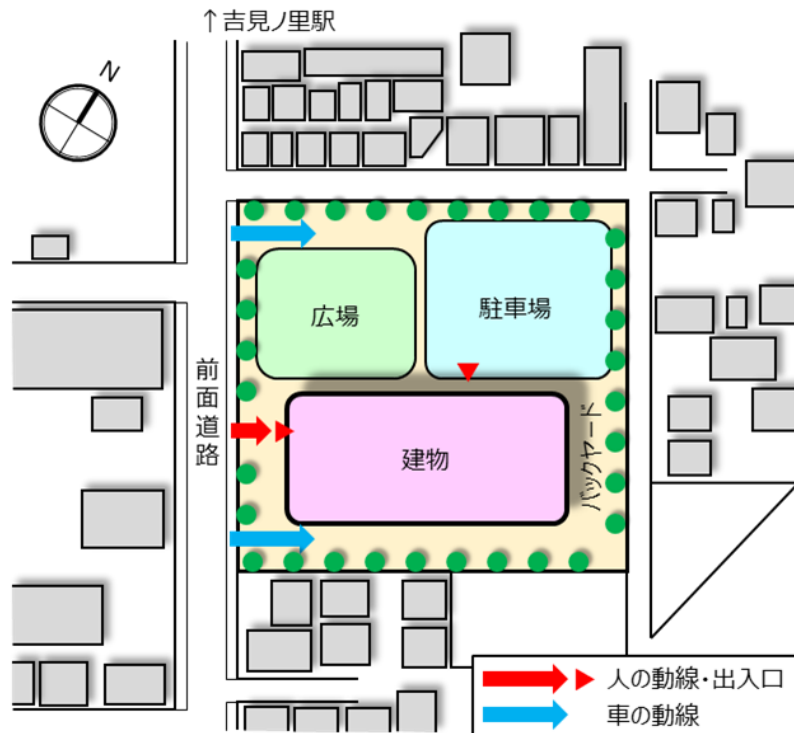 ↑吉見ノ里駅
N
広場
駐車場
前面道路
建物
バックヤード
人の動線・出入口
車の動線